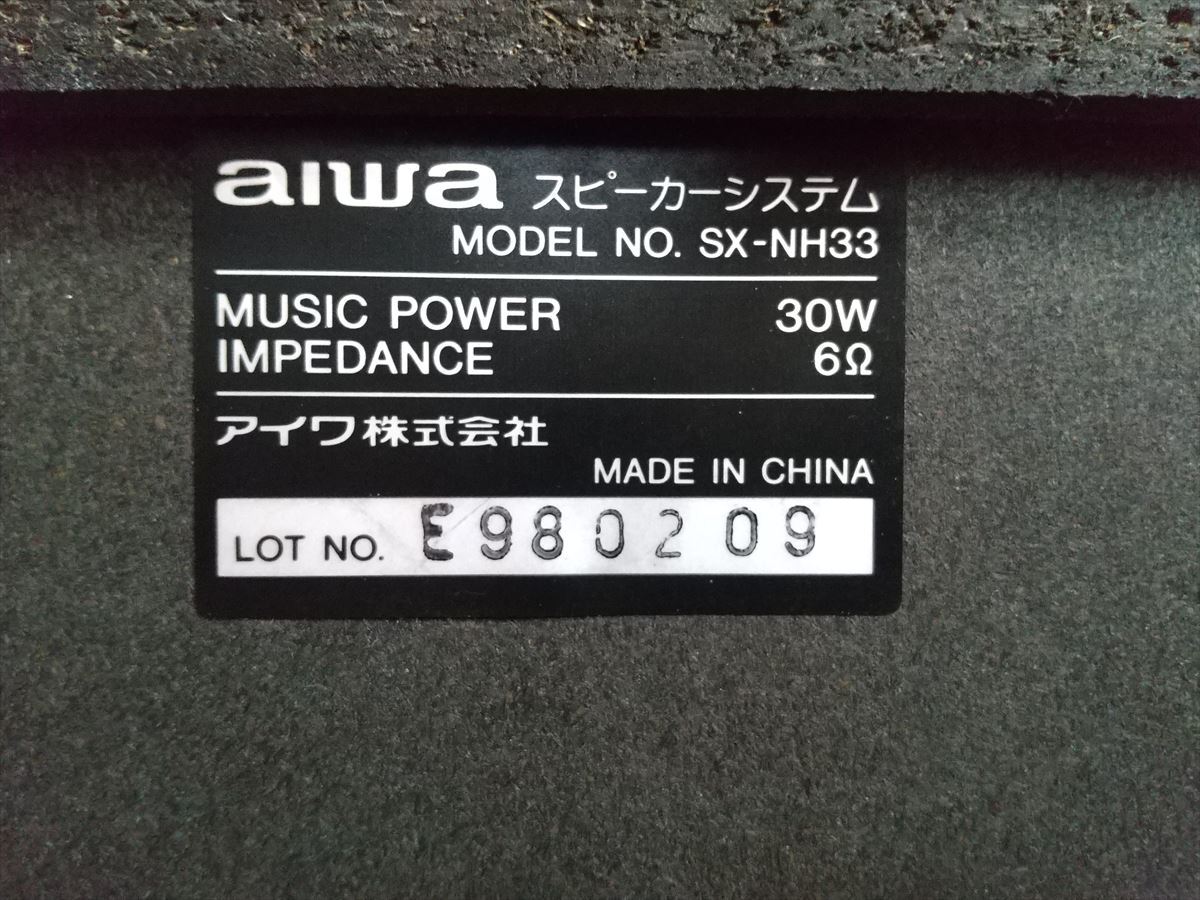 aiwa スピーカーシステム
MODEL NO. SX-NH33
MUSIC POWER 30W
IMPEDANCE 6Ω
アイワ株式会社
MADE IN CHINA
LOT NO. E980209